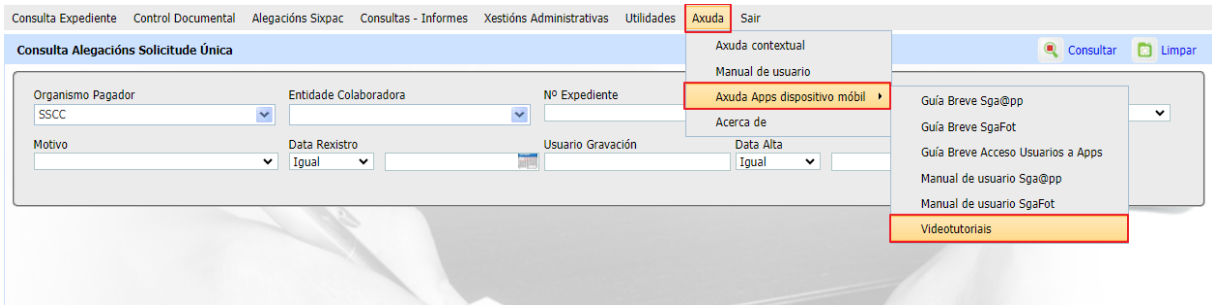 Consulta Expediente Control Documental Alegacións Sixpac Consultas - Informes Xestións Administrativas Utilidades Axuda Sair
Consulta Alegacións Solicitude Única
Consultar Limpar
Axuda contextual
Manual de usuario
Axuda Apps dispositivo móbil
Acerca de
Guía Breve Sga@pp
Guía Breve SgaFot
Guía Breve Acceso Usuarios a Apps
Manual de usuario Sga@pp
Manual de usuario SgaFot
Videotutoriais
Organismo Pagador Entidade Colaboradora Nº Expediente
SSCC
Motivo Data Rexistro Usuario Gravación Data Alta
Igual Igual